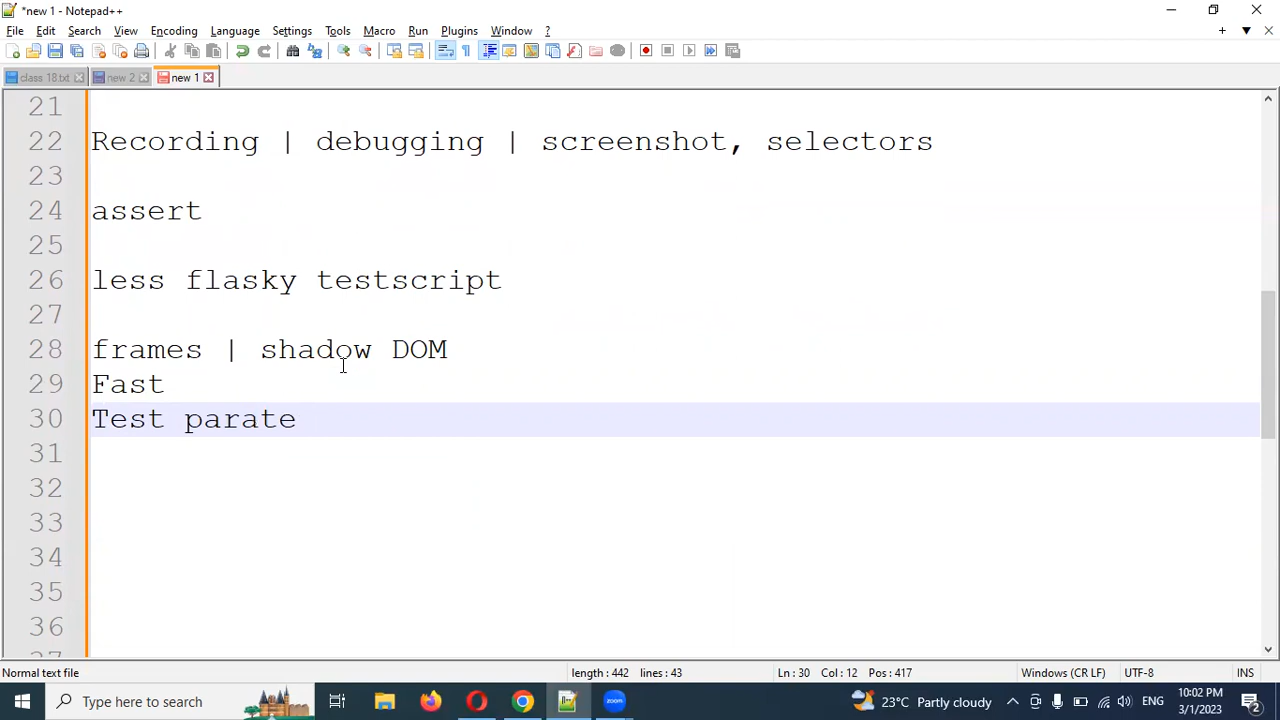 *new 1 - Notepad++
File Edit Search View Encoding Language Settings Tools Macro Run Plugins Window ?
class 18.txt new 2 new 1
21
22 Recording | debugging | screenshot, selectors
23
24 assert
25
26 less flasky testscript
27
28 frames | shadow DOM
29 Fast
30 Test parate
31
32
33
34
35
36
37
Normal text file length : 442 lines : 43 Ln : 30 Col : 12 Pos : 417 Windows (CR LF) UTF-8 INS
Type here to search zoom 23°C Partly cloudy ENG 10:02 PM 3/1/2023 2